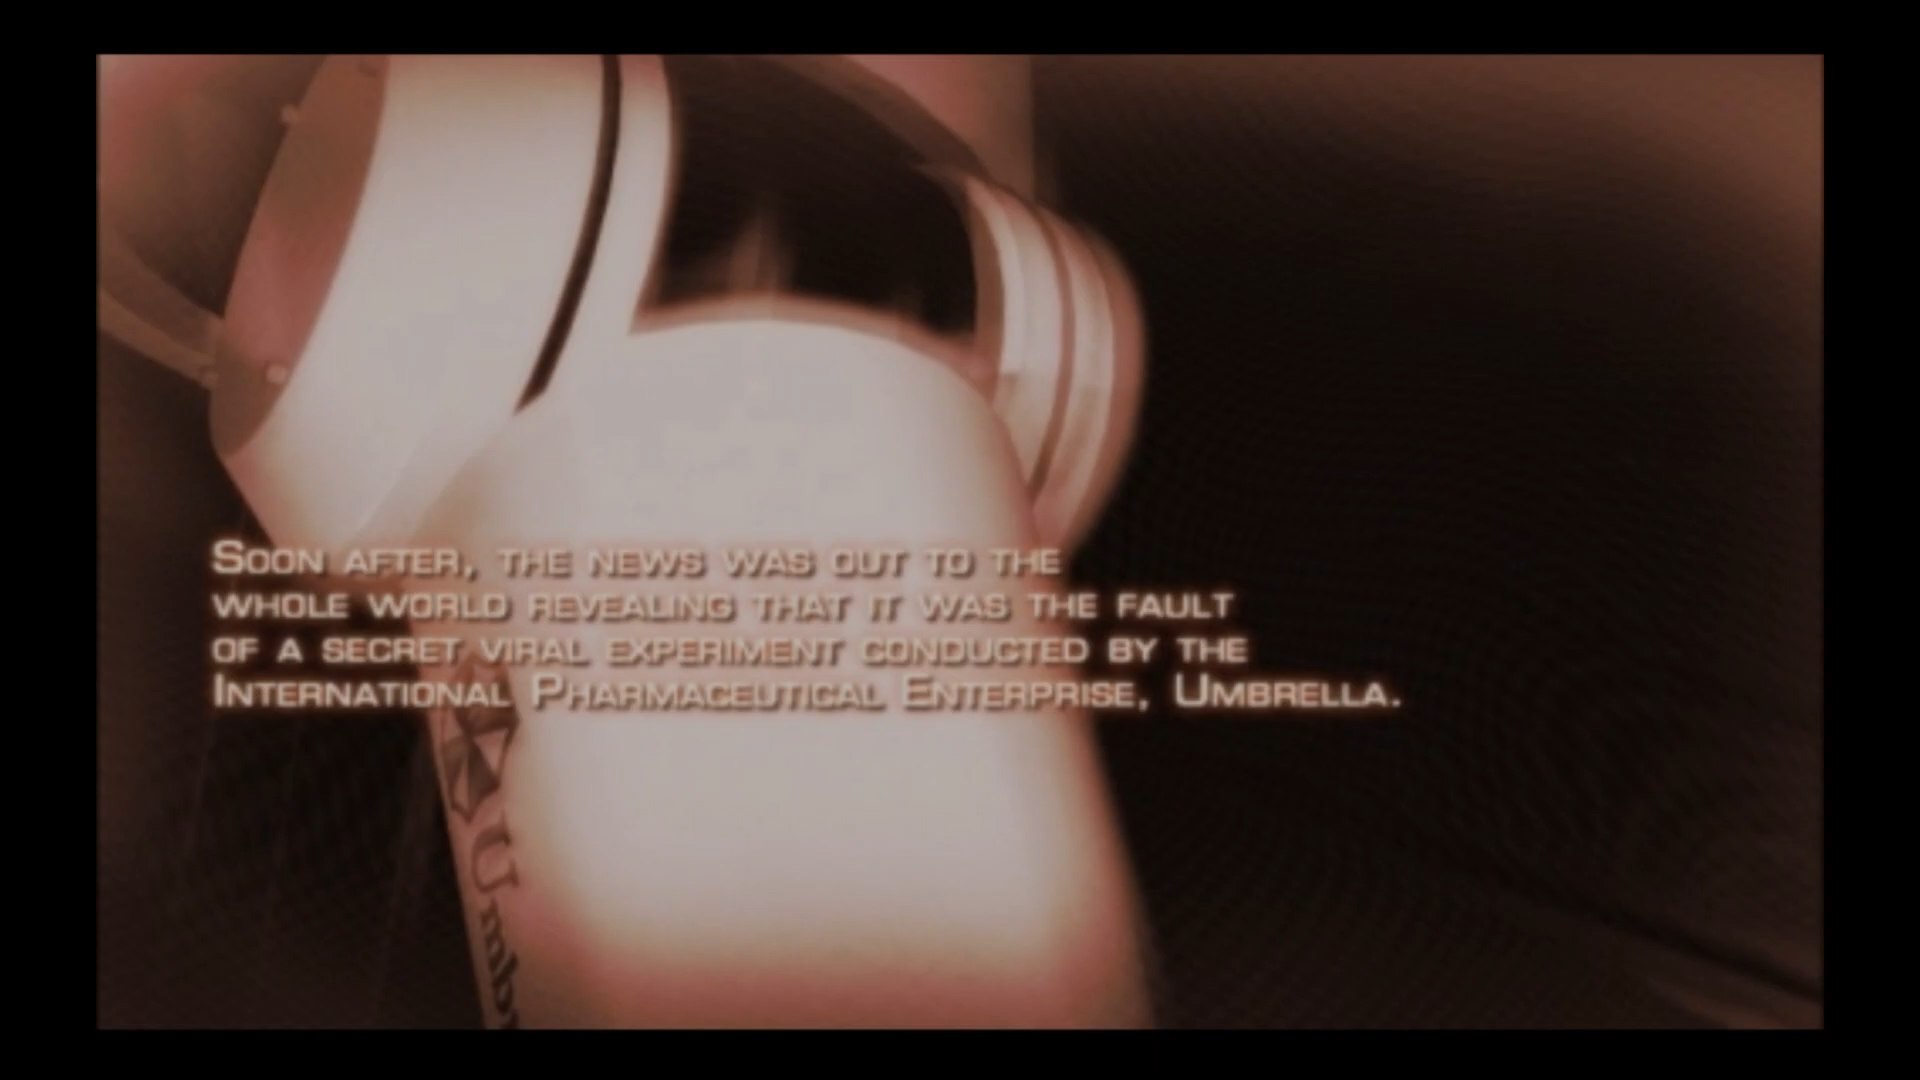 Soon after, the news was out to the
whole world revealing that it was the fault
of a secret viral experiment conducted by the
International Pharmaceutical Enterprise, Umbrella.